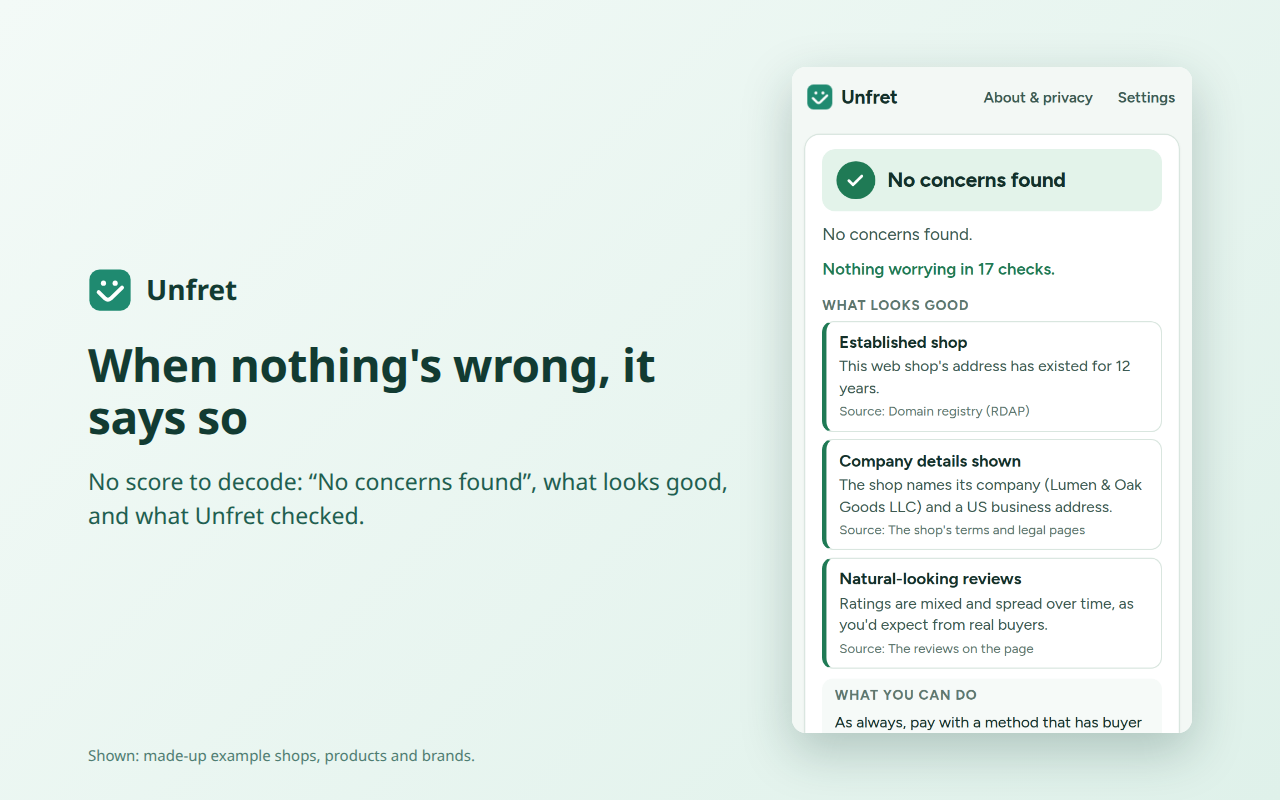 Unfret
When nothing's wrong, it
says so
No score to decode: “No concerns found”, what looks good,
and what Unfret checked.
Shown: made-up example shops, products and brands.
Unfret
About & privacy
Settings
No concerns found
No concerns found.
Nothing worrying in 17 checks.
WHAT LOOKS GOOD
Established shop
This web shop's address has existed for 12
years.
Source: Domain registry (RDAP)
Company details shown
The shop names its company (Lumen & Oak
Goods LLC) and a US business address.
Source: The shop's terms and legal pages
Natural-looking reviews
Ratings are mixed and spread over time, as
you'd expect from real buyers.
Source: The reviews on the page
WHAT YOU CAN DO
As always, pay with a method that has buyer